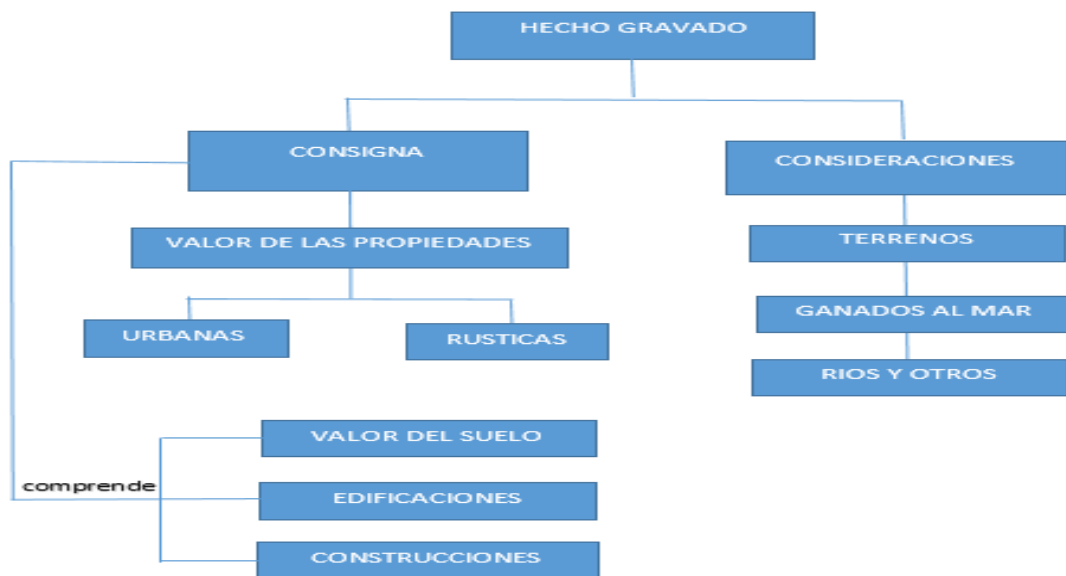 HECHO GRAVADO
CONSIGNA
CONSIDERACIONES
VALOR DE LAS PROPIEDADES
TERRENOS
URBANAS
RUSTICAS
GANADOS AL MAR
RIOS Y OTROS
VALOR DEL SUELO
comprende
EDIFICACIONES
CONSTRUCCIONES